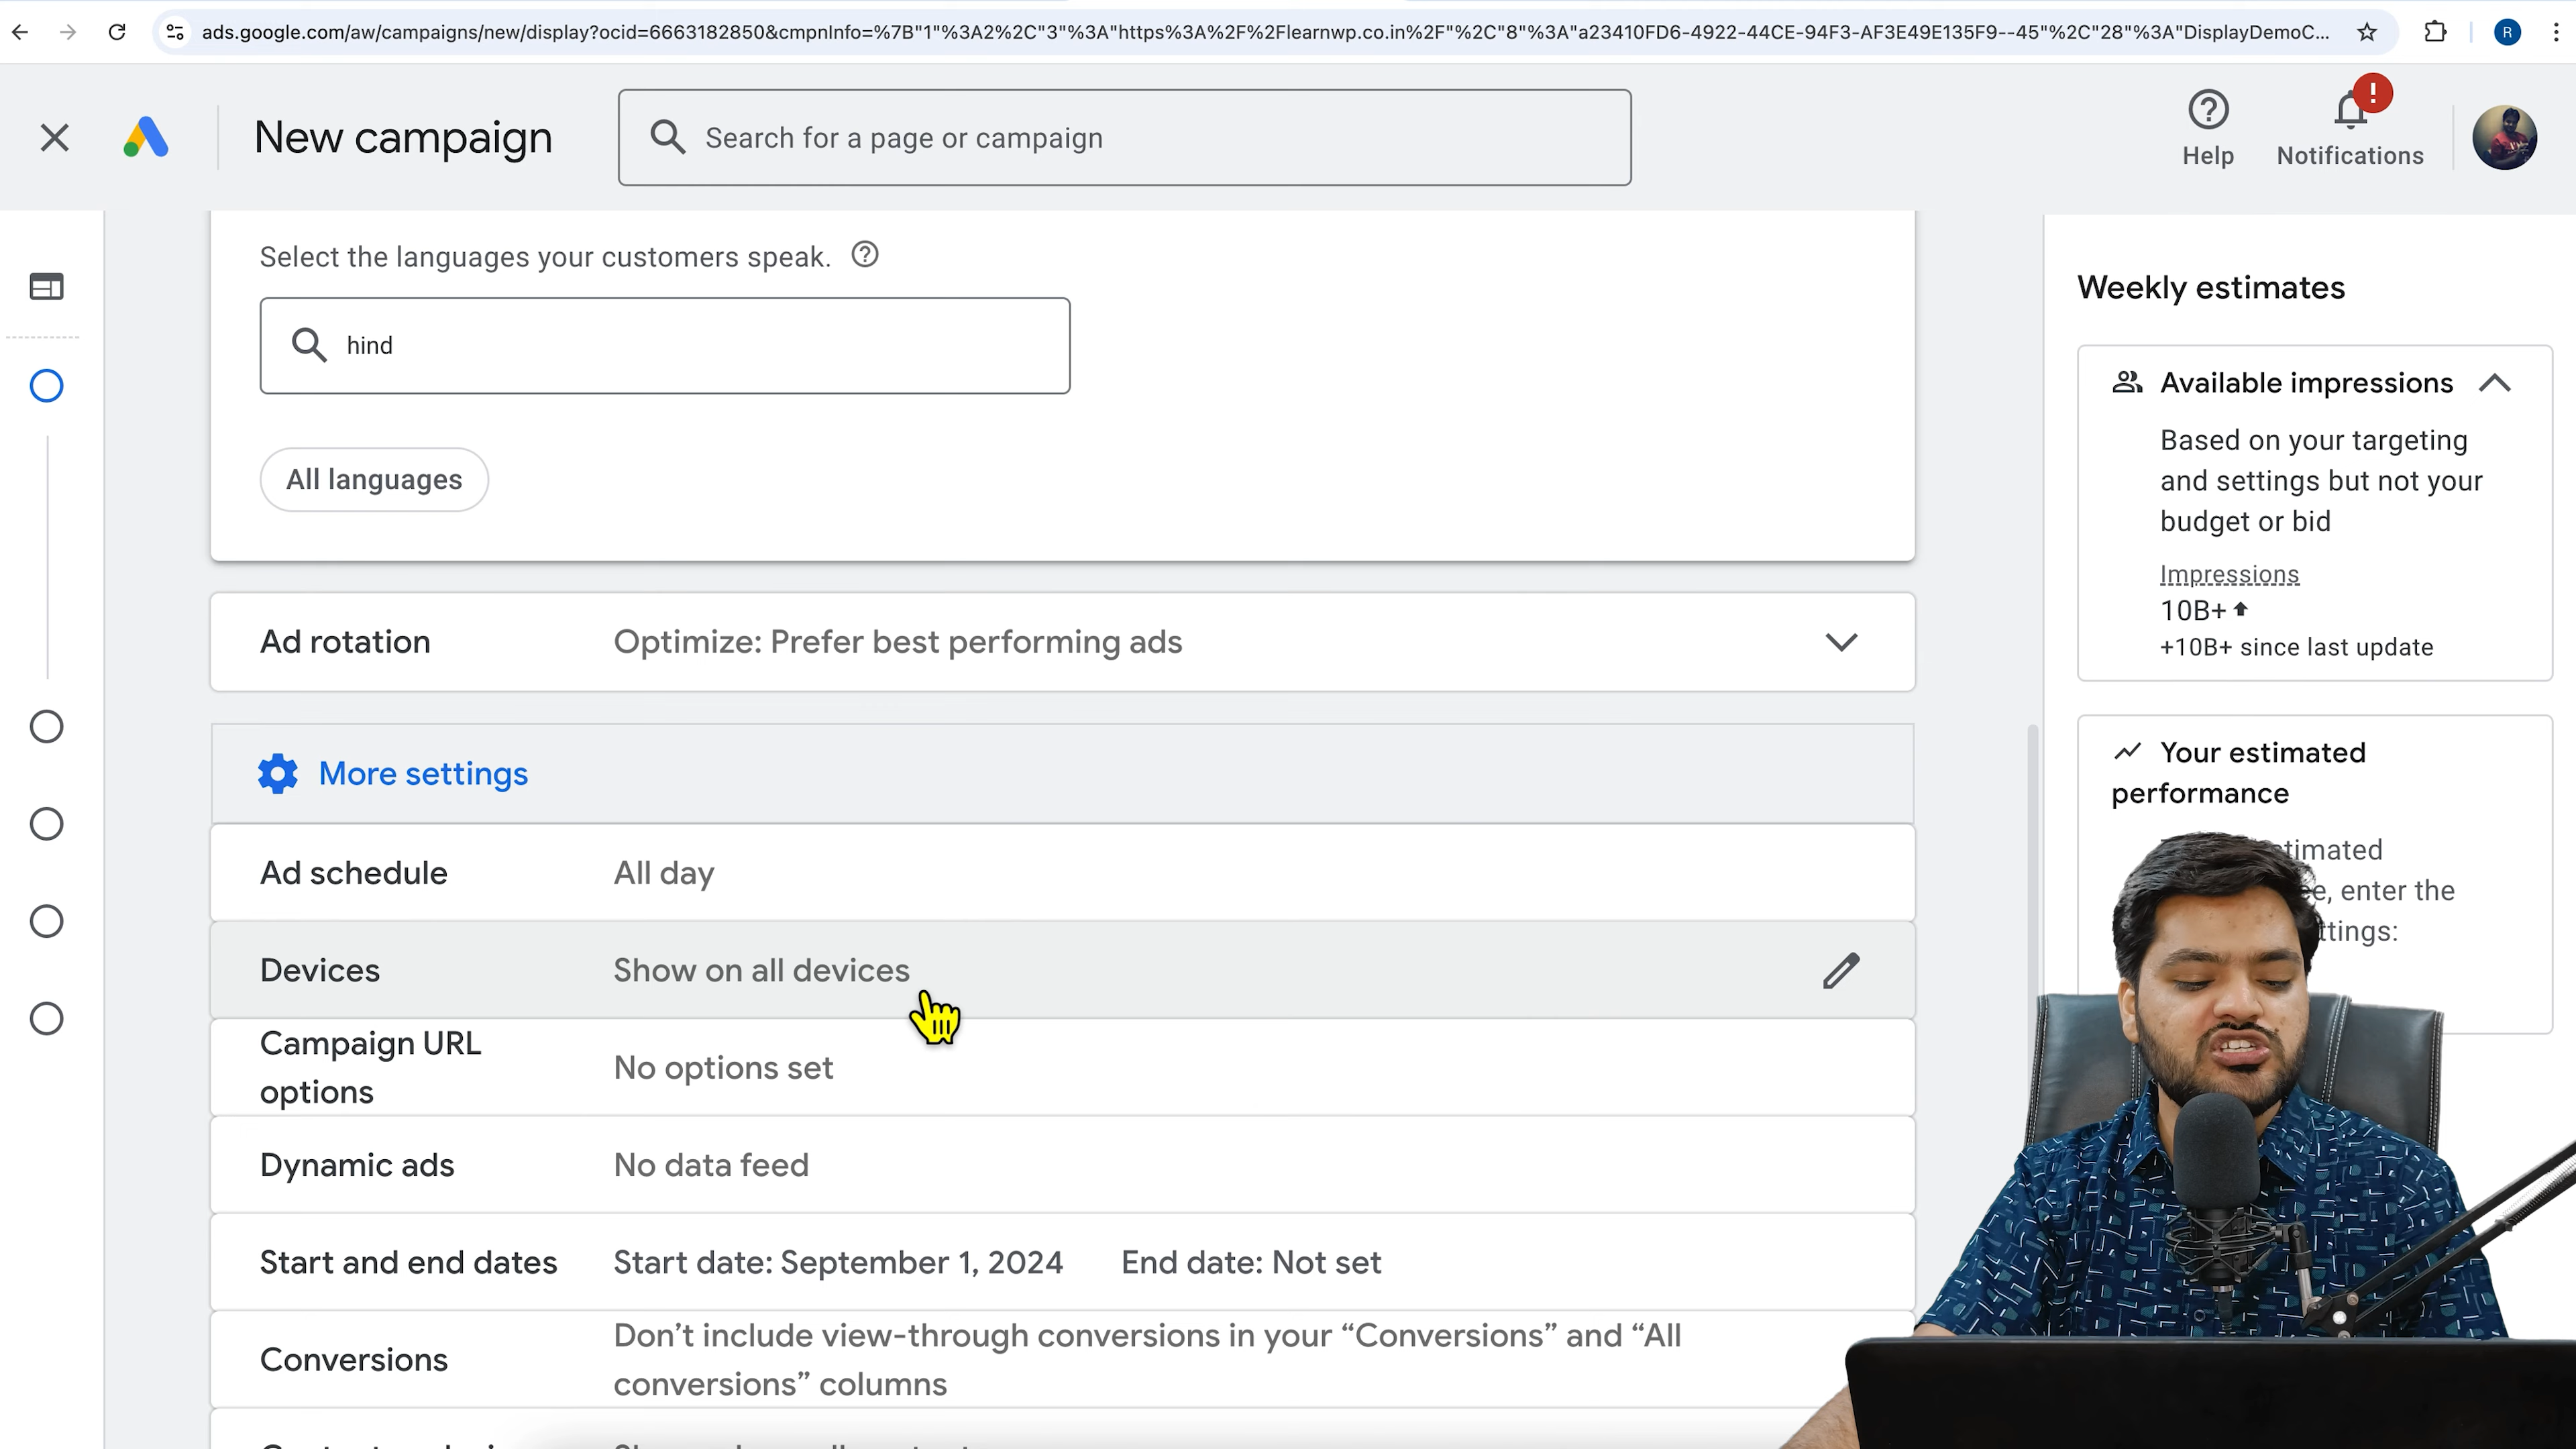 ads.google.com/aw/campaigns/new/display?ocid=6663182850&cmpnInfo=%7B"1"%3A2%2C"3"%3A"https%3A%2F%2Flearnwp.co.in%2F"%2C"8"%3A"a23410FD6-4922-44CE-94F3-AF3E49E135F9--45"%2C"28"%3A"DisplayDemoC...
R
New campaign
Search for a page or campaign
Help
!
Notifications
Select the languages your customers speak.
hind
All languages
Ad rotation Optimize: Prefer best performing ads
More settings
Ad schedule All day
Devices Show on all devices
Campaign URL
options
No options set
Dynamic ads No data feed
Start and end dates Start date: September 1, 2024 End date: Not set
Conversions
Don't include view-through conversions in your “Conversions” and “All
conversions” columns
Weekly estimates
Available impressions
Based on your targeting
and settings but not your
budget or bid
Impressions
10B+
+10B+ since last update
Your estimated
performance
enter the